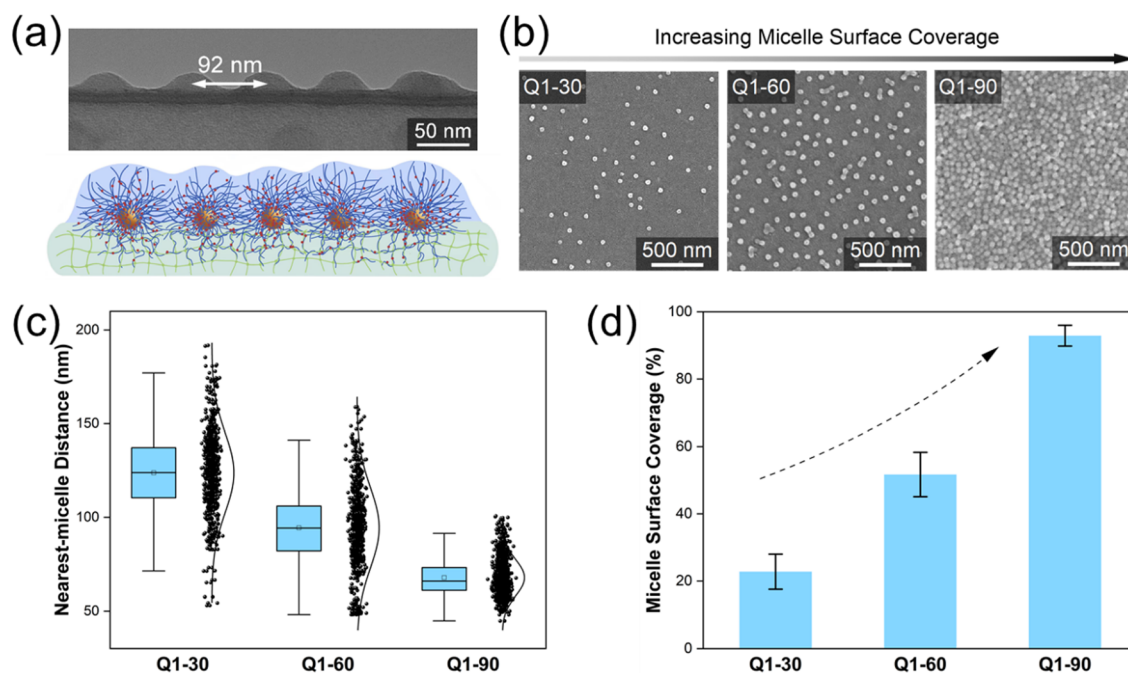 (a)
92 nm
50 nm
(b)
Increasing Micelle Surface Coverage
Q1-30
500 nm
Q1-60
500 nm
Q1-90
500 nm
(c)
Nearest-micelle Distance (nm)
200
150
100
50
Q1-30
Q1-60
Q1-90
(d)
Micelle Surface Coverage (%)
100
80
60
40
20
0
Q1-30
Q1-60
Q1-90